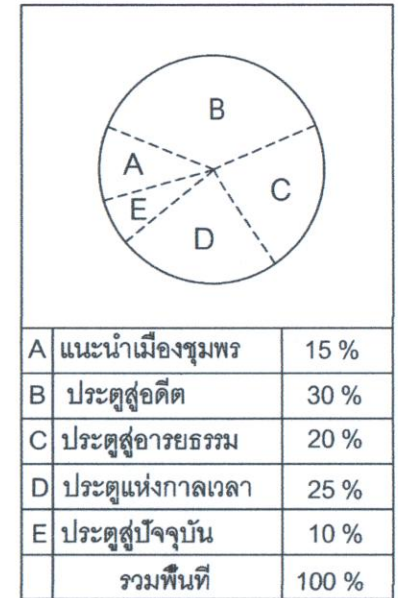 B
A
C
E
D
A แนะนำเมืองชุมพร 15 %
B ประตูสู่อดีต 30 %
C ประตูสู่อารยธรรม 20 %
D ประตูแห่งกาลเวลา 25 %
E ประตูสู่ปัจจุบัน 10 %
รวมพื้นที่ 100 %